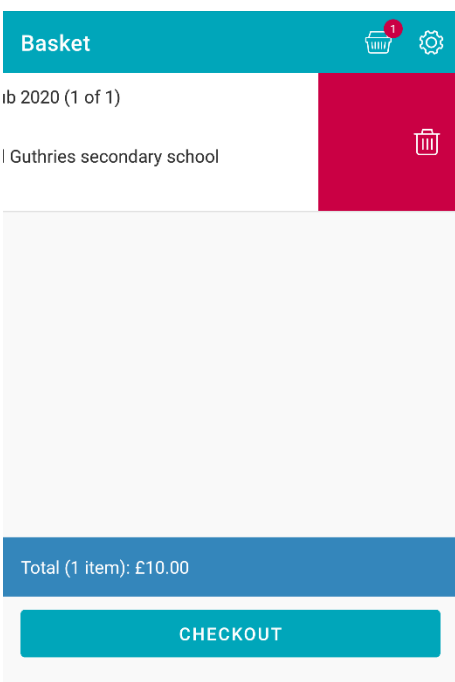 Basket
1
ub 2020 (1 of 1)
l Guthries secondary school
Total (1 item): £10.00
CHECKOUT